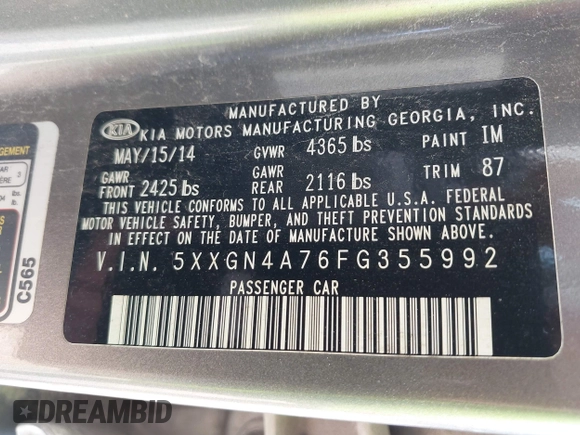 MANUFACTURED BY
KIA KIA MOTORS MANUFACTURING GEORGIA, INC.
MAY/15/14 GVWR 4365 lbs PAINT IM
GAWR FRONT 2425 lbs GAWR REAR 2116 lbs TRIM 87
THIS VEHICLE CONFORMS TO ALL APPLICABLE U.S.A. FEDERAL
MOTOR VEHICLE SAFETY, BUMPER, AND THEFT PREVENTION STANDARDS
IN EFFECT ON THE DATE OF MANUFACTURE SHOWN ABOVE.
V.I.N. 5XXGN4A76FG355992
PASSENGER CAR
3
lbs.
C565
DREAMBID